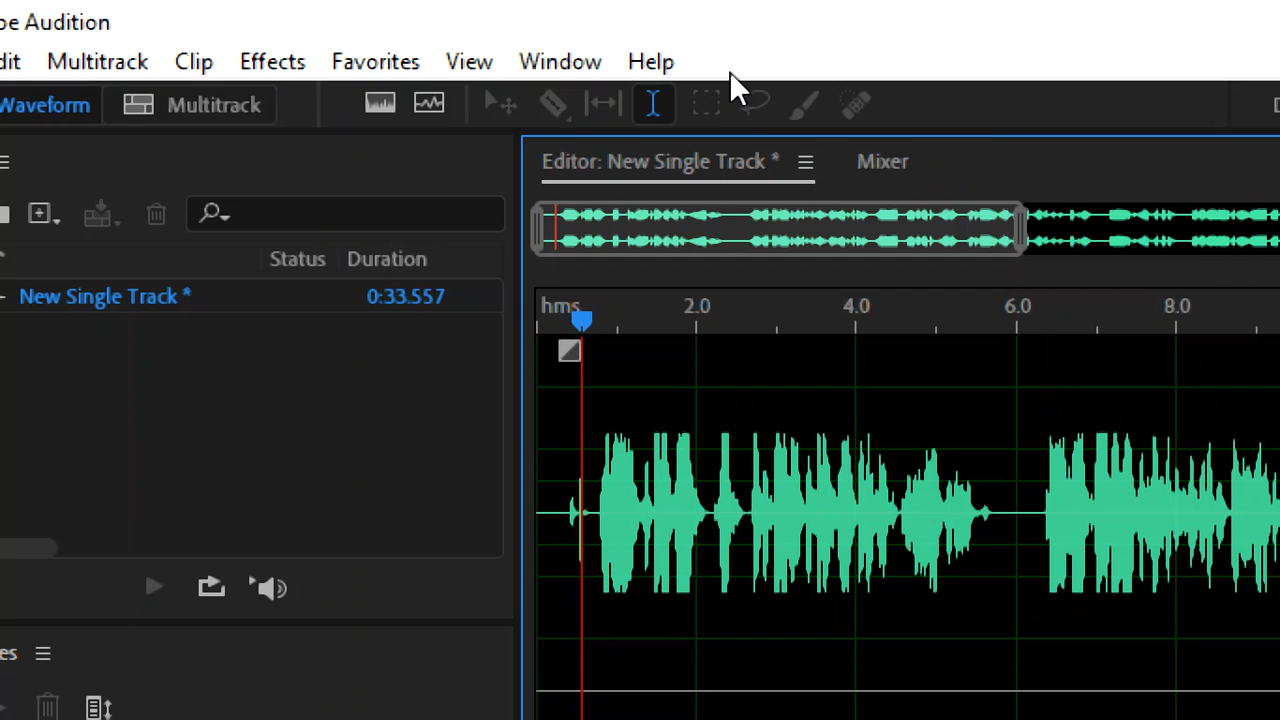 be Audition
dit Multitrack Clip Effects Favorites View Window Help
Waveform Multitrack
Editor: New Single Track * Mixer
Status Duration
New Single Track * 0:33.557
hms 2.0 4.0 6.0 8.0
es